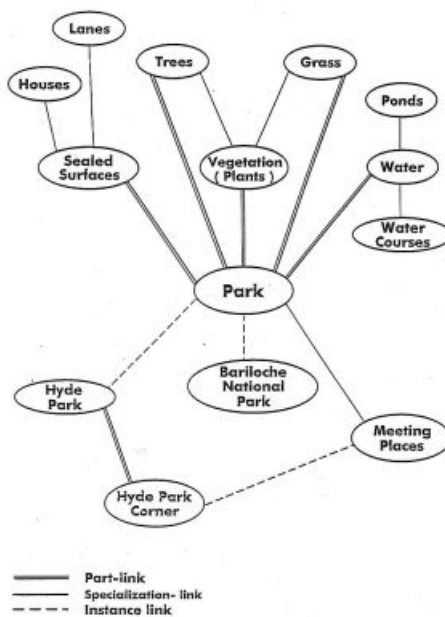 Lanes
Trees
Grass
Houses
Ponds
Sealed
Surfaces
Vegetation
( Plants )
Water
Water
Courses
Park
Bariloche
National
Park
Hyde
Park
Meeting
Places
Hyde Park
Corner
Part-link
Specialization- link
Instance link